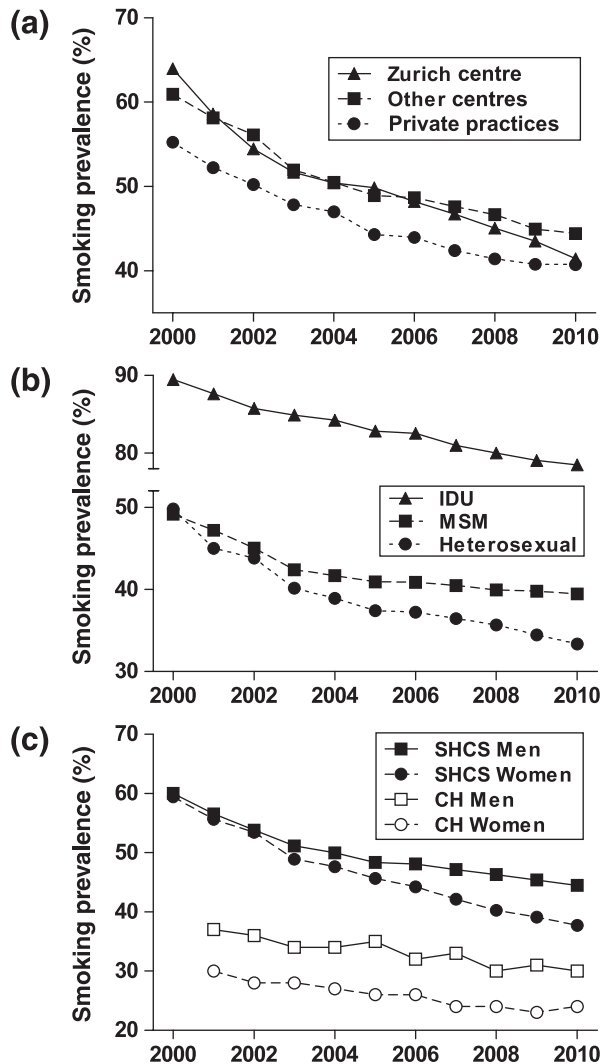 (a)
Smoking prevalence (%)
70
60
50
40
Zurich centre
Other centres
Private practices
2000 2002 2004 2006 2008 2010
(b)
Smoking prevalence (%)
90
80
50
40
30
IDU
MSM
Heterosexual
2000 2002 2004 2006 2008 2010
(c)
Smoking prevalence (%)
70
60
50
40
30
20
SHCS Men
SHCS Women
CH Men
CH Women
2000 2002 2004 2006 2008 2010